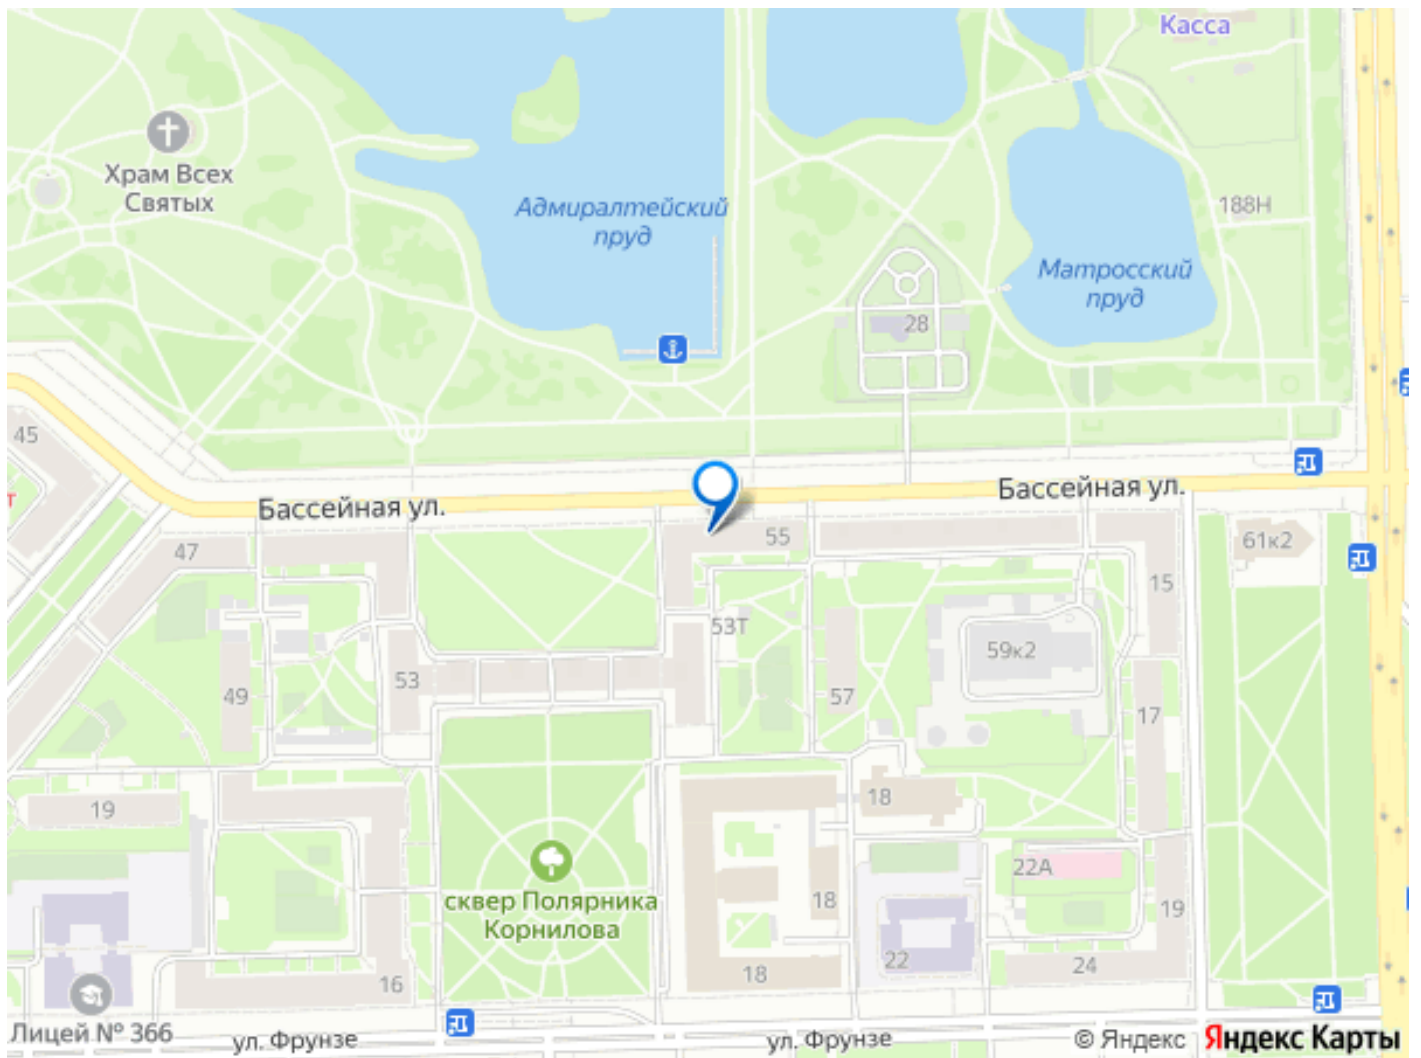 Касса
Храм Всех
Святых
Адмиралтейский
пруд
188Н
Матросский
пруд
28
45
Бассейная ул.
Бассейная ул.
47
55
61к2
15
53Т
59к2
53
49
57
17
19
18
22А
сквер Полярника
Корнилова
18
19
22
24
18
16
Лицей № 366
ул. Фрунзе
ул. Фрунзе
© Яндекс
Яндекс Карты